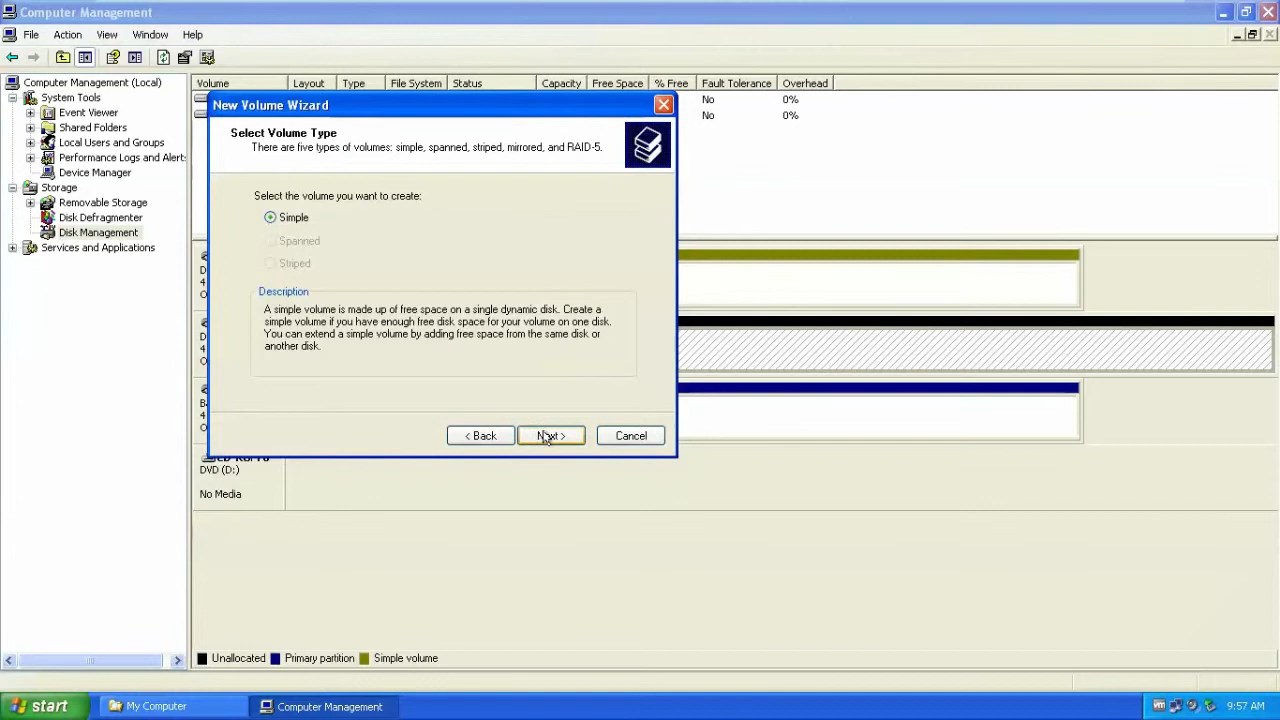 Computer Management
File Action View Window Help
Computer Management (Local)
System Tools
Event Viewer
Shared Folders
Local Users and Groups
Performance Logs and Alerts
Device Manager
Storage
Removable Storage
Disk Defragmenter
Disk Management
Services and Applications
Volume Layout Type File System Status Capacity Free Space % Free Fault Tolerance Overhead
No 0%
No 0%
New Volume Wizard
Select Volume Type
There are five types of volumes: simple, spanned, striped, mirrored, and RAID-5.
Select the volume you want to create:
Simple
Spanned
Striped
Description
A simple volume is made up of free space on a single dynamic disk. Create a
simple volume if you have enough free disk space for your volume on one disk.
You can extend a simple volume by adding free space from the same disk or
another disk.
< Back Next > Cancel
D
4
O
D
4
O
B
4
O
DVD (D:)
No Media
Unallocated Primary partition Simple volume
start My Computer Computer Management 9:57 AM